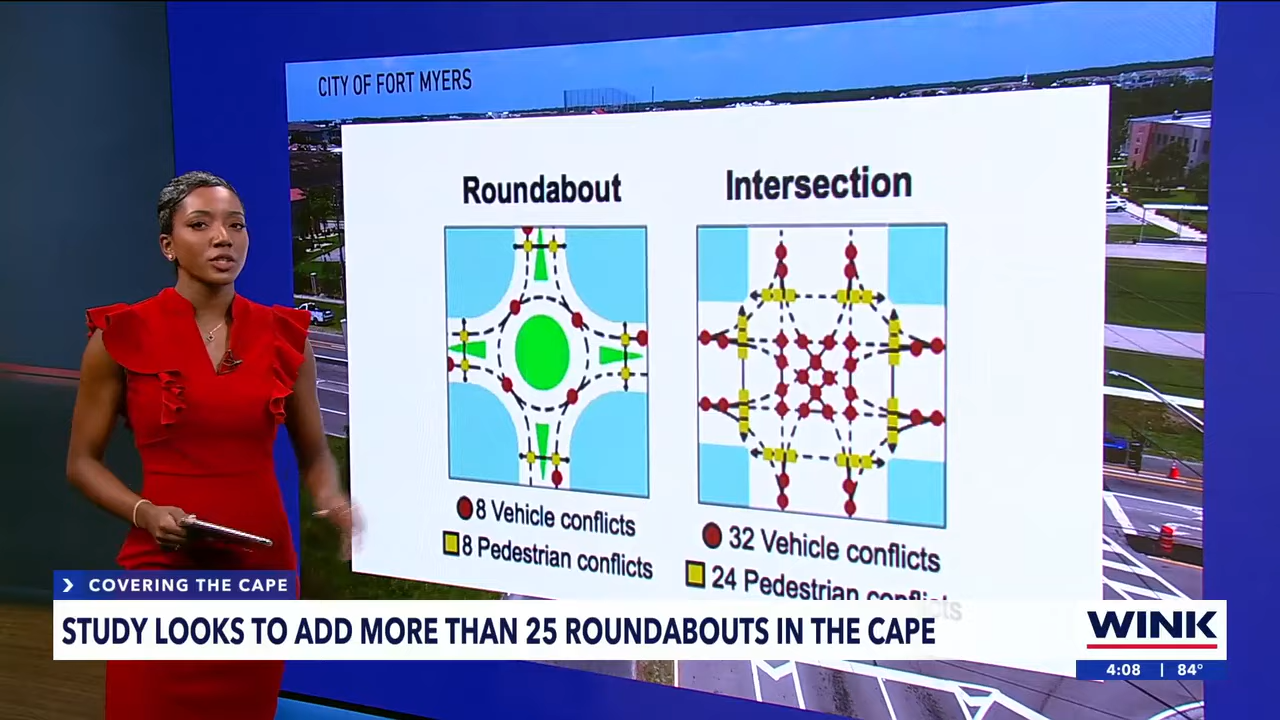 CITY OF FORT MYERS
Roundabout
Intersection
8 Vehicle conflicts
8 Pedestrian conflicts
32 Vehicle conflicts
24 Pedestrian conflicts
COVERING THE CAPE
STUDY LOOKS TO ADD MORE THAN 25 ROUNDABOUTS IN THE CAPE
WINK
4:08 | 84°